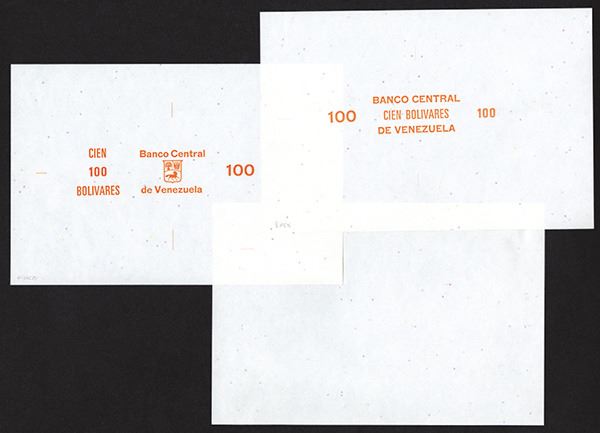 CIEN
100
BOLIVARES
Banco Central
de Venezuela
100
BANCO CENTRAL
100 CIEN BOLIVARES 100
DE VENEZUELA